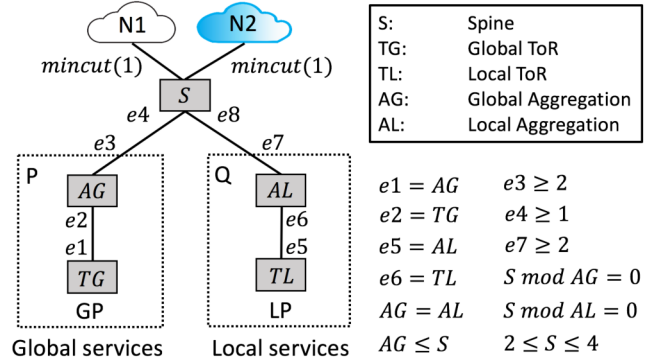 N1
N2
mincut(1)
mincut(1)
S
e4
e8
e3
e7
P
Q
AG
AL
e2
e6
e1
e5
TG
TL
GP
LP
Global services
Local services
S: Spine
TG: Global ToR
TL: Local ToR
AG: Global Aggregation
AL: Local Aggregation
e1 = AG e3 ≥ 2
e2 = TG e4 ≥ 1
e5 = AL e7 ≥ 2
e6 = TL S mod AG = 0
AG = AL S mod AL = 0
AG ≤ S 2 ≤ S ≤ 4